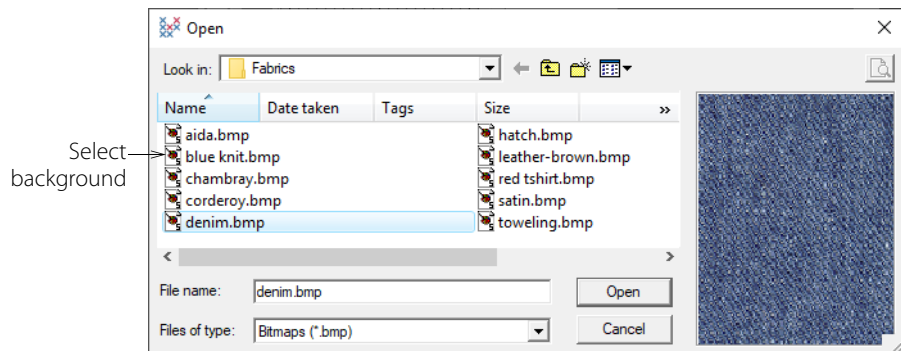 Open
Look in: Fabrics
Name Date taken Tags Size »
aida.bmp hatch.bmp
Select blue knit.bmp leather-brown.bmp
background chambray.bmp red tshirt.bmp
corderoy.bmp satin.bmp
denim.bmp toweling.bmp
File name: denim.bmp Open
Files of type: Bitmaps (*.bmp) Cancel